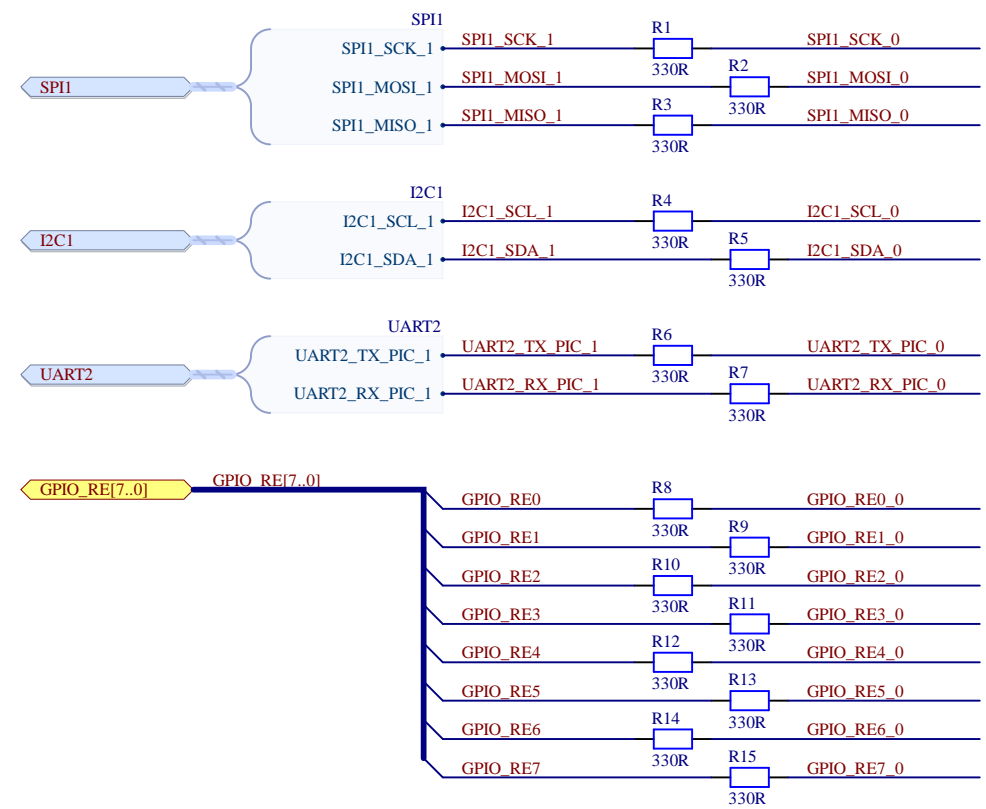 SPI1
SPI1
SPI1_SCK_1 SPI1_SCK_1 R1 330R SPI1_SCK_0
SPI1_MOSI_1 SPI1_MOSI_1 R2 330R SPI1_MOSI_0
SPI1_MISO_1 SPI1_MISO_1 R3 330R SPI1_MISO_0
I2C1
I2C1
I2C1_SCL_1 I2C1_SCL_1 R4 330R I2C1_SCL_0
I2C1_SDA_1 I2C1_SDA_1 R5 330R I2C1_SDA_0
UART2
UART2
UART2_TX_PIC_1 UART2_TX_PIC_1 R6 330R UART2_TX_PIC_0
UART2_RX_PIC_1 UART2_RX_PIC_1 R7 330R UART2_RX_PIC_0
GPIO_RE[7..0] GPIO_RE[7..0]
GPIO_RE0 R8 330R GPIO_RE0_0
GPIO_RE1 R9 330R GPIO_RE1_0
GPIO_RE2 R10 330R GPIO_RE2_0
GPIO_RE3 R11 330R GPIO_RE3_0
GPIO_RE4 R12 330R GPIO_RE4_0
GPIO_RE5 R13 330R GPIO_RE5_0
GPIO_RE6 R14 330R GPIO_RE6_0
GPIO_RE7 R15 330R GPIO_RE7_0